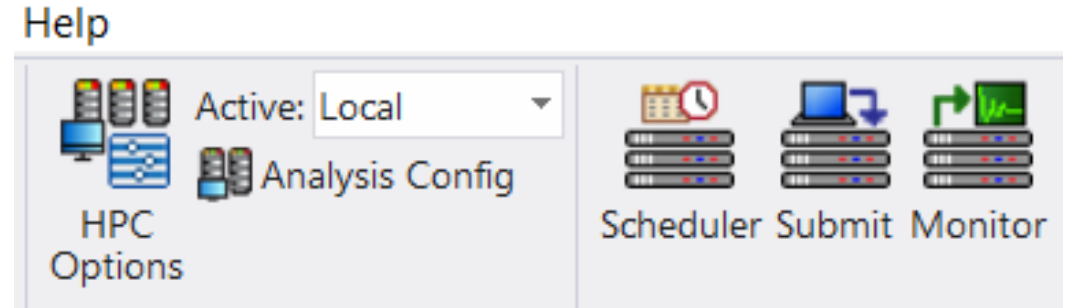 Help
Active: Local
Analysis Config
HPC
Options
Scheduler Submit Monitor